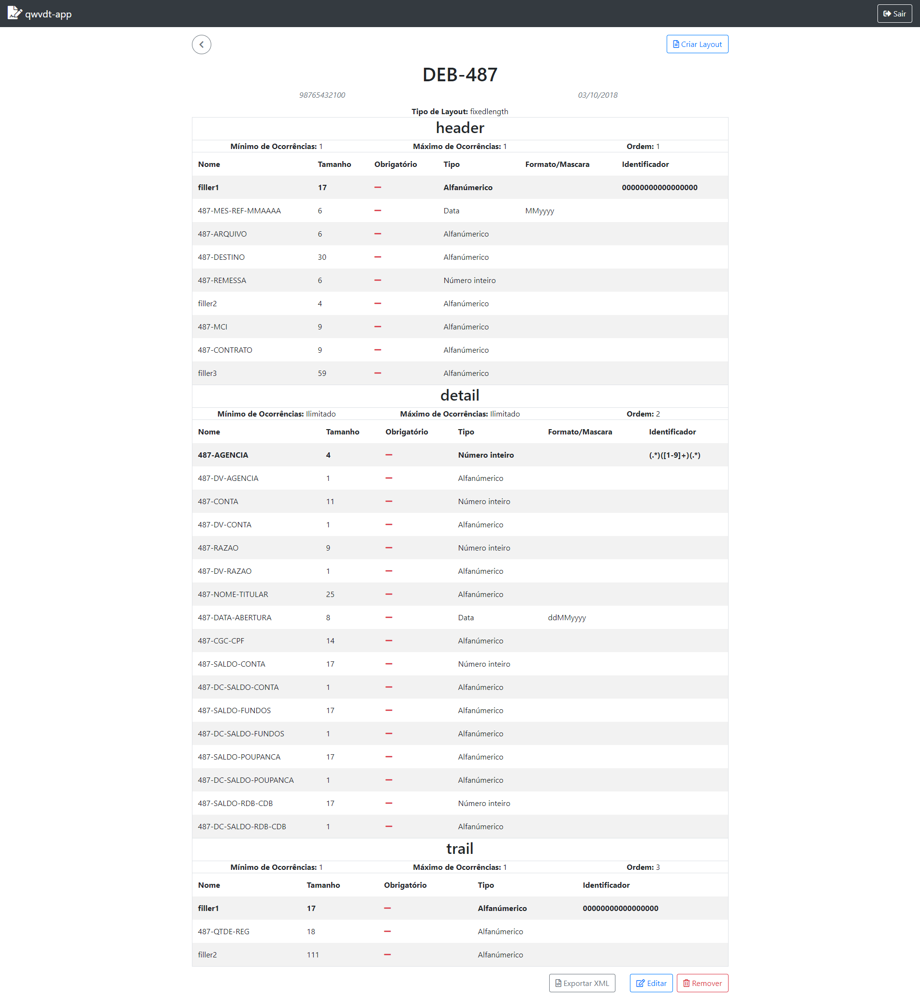 qwvdt-app Sair
Criar Layout
DEB-487
98765432100 03/10/2018
Tipo de Layout: fixedlength
header
Mínimo de Ocorrências: 1 Máximo de Ocorrências: 1 Ordem: 1
Nome Tamanho Obrigatório Tipo Formato/Mascara Identificador
filler1 17 Alfanúmerico 00000000000000000
487-MES-REF-MMAAAA 6 Data MMyyyy
487-ARQUIVO 6 Alfanúmerico
487-DESTINO 30 Alfanúmerico
487-REMESSA 6 Número inteiro
filler2 4 Alfanúmerico
487-MCI 9 Alfanúmerico
487-CONTRATO 9 Alfanúmerico
filler3 59 Alfanúmerico
detail
Mínimo de Ocorrências: Ilimitado Máximo de Ocorrências: Ilimitado Ordem: 2
Nome Tamanho Obrigatório Tipo Formato/Mascara Identificador
487-AGENCIA 4 Número inteiro (.*)([1-9]+)(.*)
487-DV-AGENCIA 1 Alfanúmerico
487-CONTA 11 Número inteiro
487-DV-CONTA 1 Alfanúmerico
487-RAZAO 9 Número inteiro
487-DV-RAZAO 1 Alfanúmerico
487-NOME-TITULAR 25 Alfanúmerico
487-DATA-ABERTURA 8 Data ddMMyyyy
487-CGC-CPF 14 Alfanúmerico
487-SALDO-CONTA 17 Número inteiro
487-DC-SALDO-CONTA 1 Alfanúmerico
487-SALDO-FUNDOS 17 Alfanúmerico
487-DC-SALDO-FUNDOS 1 Alfanúmerico
487-SALDO-POUPANCA 17 Alfanúmerico
487-DC-SALDO-POUPANCA 1 Alfanúmerico
487-SALDO-RDB-CDB 17 Número inteiro
487-DC-SALDO-RDB-CDB 1 Alfanúmerico
trail
Mínimo de Ocorrências: 1 Máximo de Ocorrências: 1 Ordem: 3
Nome Tamanho Obrigatório Tipo Identificador
filler1 17 Alfanúmerico 00000000000000000
487-QTDE-REG 18 Alfanúmerico
filler2 111 Alfanúmerico
Exportar XML Editar Remover